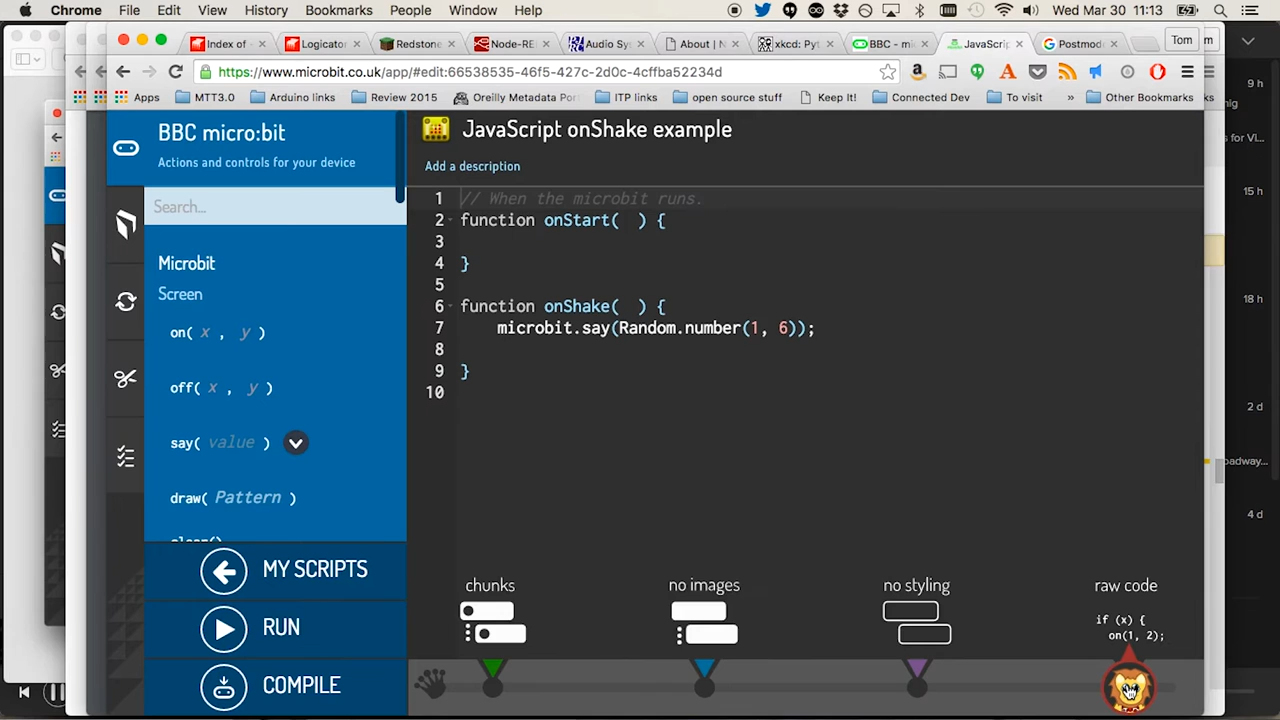 Chrome File Edit View History Bookmarks People Window Help Wed Mar 30 11:13
Index of - Logicator Redstone Node-RE Audio Sy About | N xkcd: Py BBC - mi JavaScrip Postmod Tom
https://www.microbit.co.uk/app/#edit:66538535-46f5-427c-2d0c-4cffba52234d
Apps MTT3.0 Arduino links Review 2015 Oreilly Metadata Por ITP links open source stuff Keep It! Connected Dev To visit » Other Bookmarks
BBC micro:bit
Actions and controls for your device
Search...
Microbit
Screen
on( x , y )
off( x , y )
say( value )
draw( Pattern )
clear()
MY SCRIPTS
RUN
COMPILE
JavaScript onShake example
Add a description
1 // When the microbit runs.
2 function onStart( ) {
3
4 }
5
6 function onShake( ) {
7 microbit.say(Random.number(1, 6));
8
9 }
10
chunks
no images
no styling
raw code
if (x) {
on(1, 2);
9 h
15 h
18 h
2 d
4 d